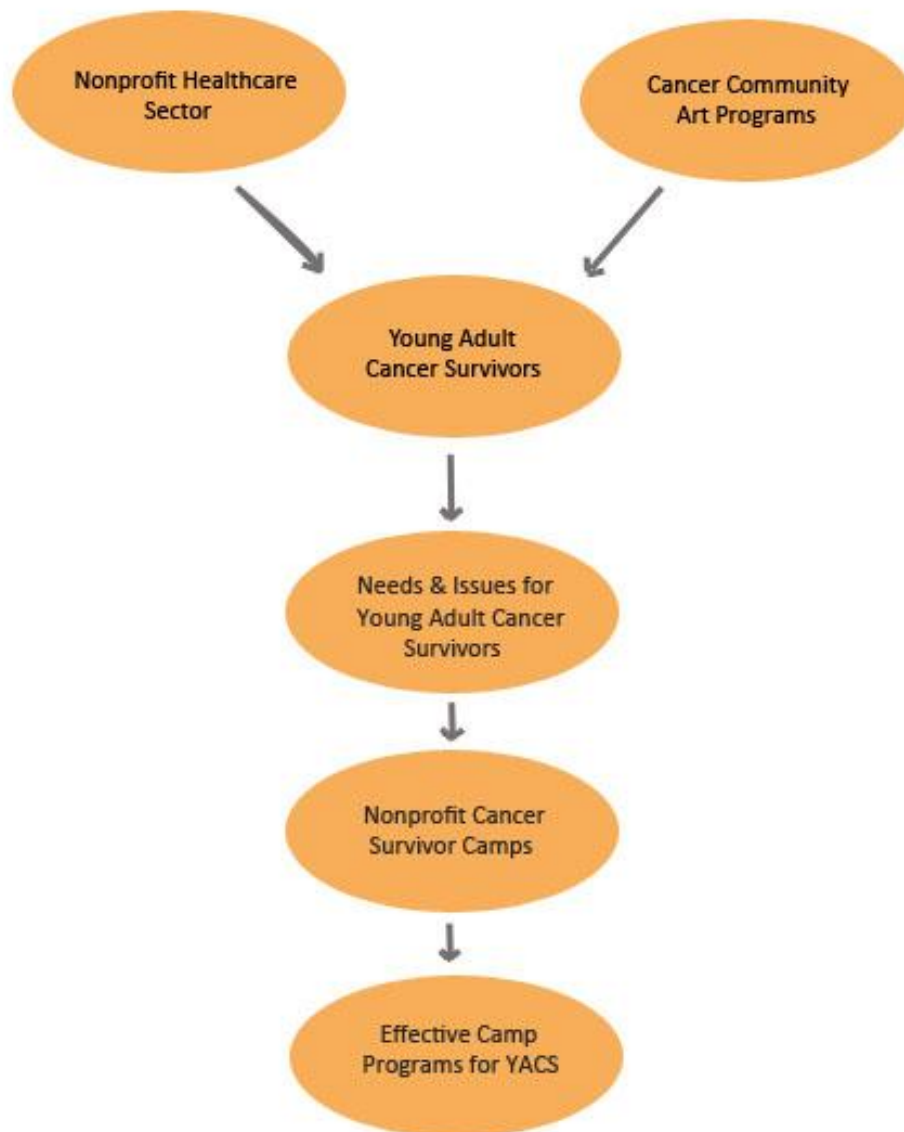 Nonprofit Healthcare
Sector
Cancer Community
Art Programs
Young Adult
Cancer Survivors
Needs & Issues for
Young Adult Cancer
Survivors
Nonprofit Cancer
Survivor Camps
Effective Camp
Programs for YACS